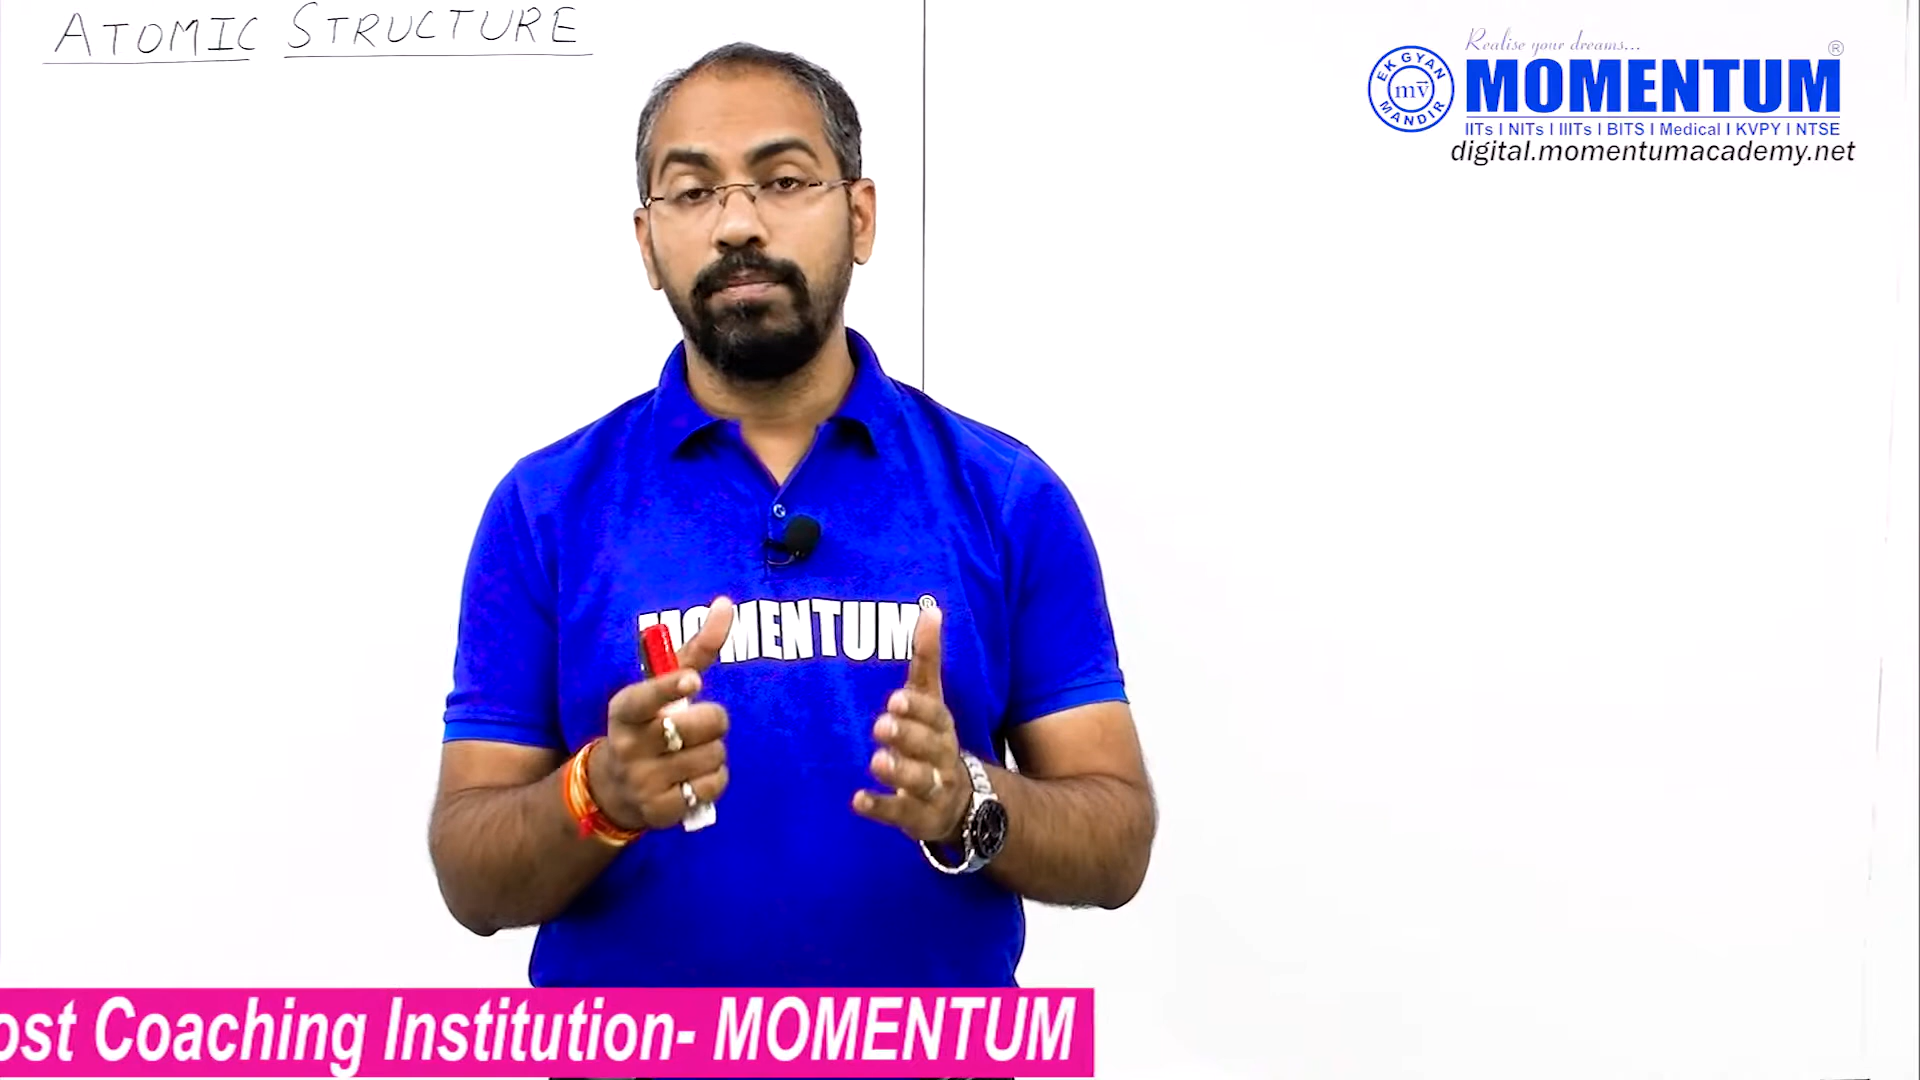 ATOMIC STRUCTURE
Realise your dreams...
EK GYAN MANDIR
mv
MOMENTUM®
IITs I NITs I IIITs I BITS I Medical I KVPY I NTSE
digital.momentumacademy.net
MOMENTUM®
ost Coaching Institution- MOMENTUM